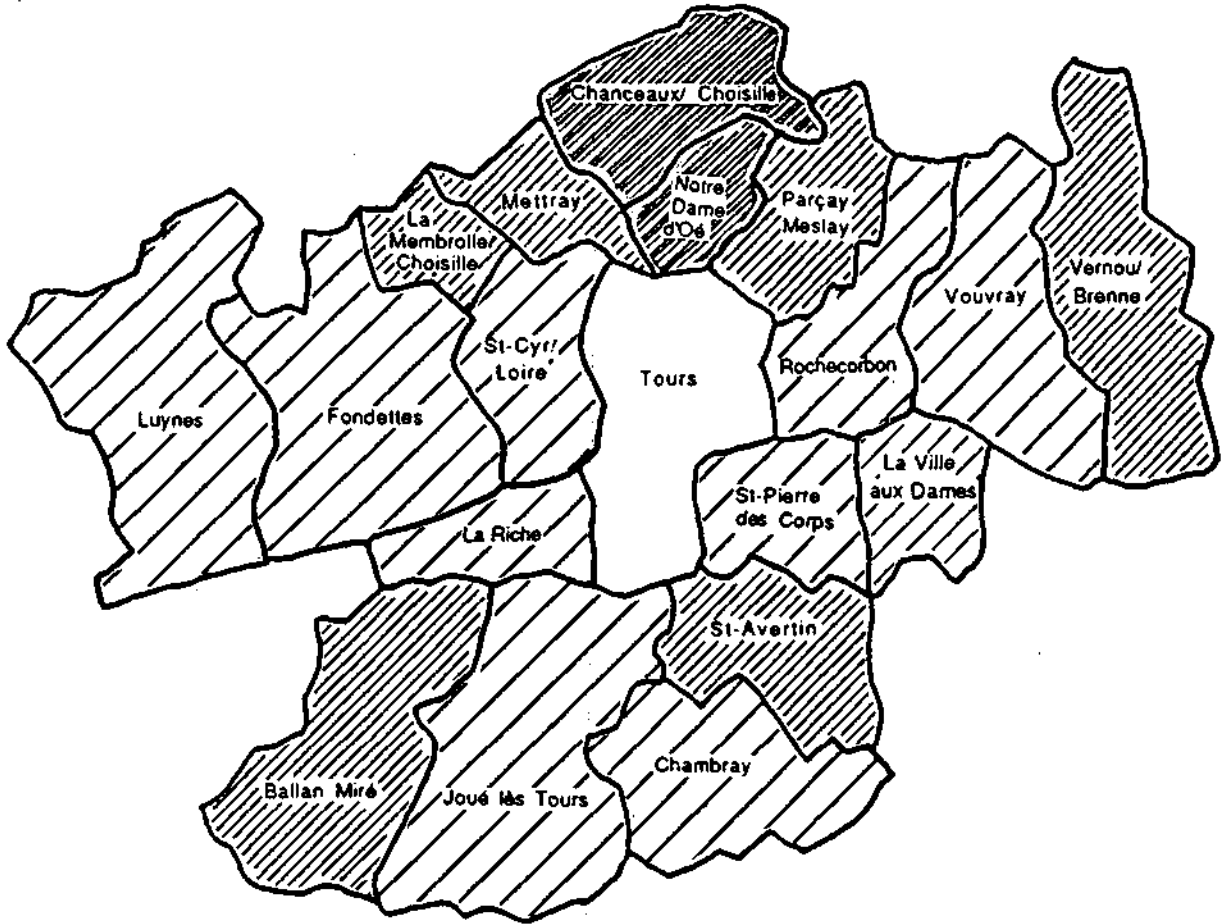 Chanceaux/ Choisille
Notre
Dame
d'Oé
Mettray
Parçay
Meslay
La
Membrolle/
Choisille
Vernou/
Brenne
Vouvray
St-Cyr/
Loire
Tours
Rochecorbon
Luynes
Fondettes
La Ville
aux Dames
St-Pierre
des Corps
La Riche
St-Avertin
Chambray
Ballan Miré
Joué lès Tours